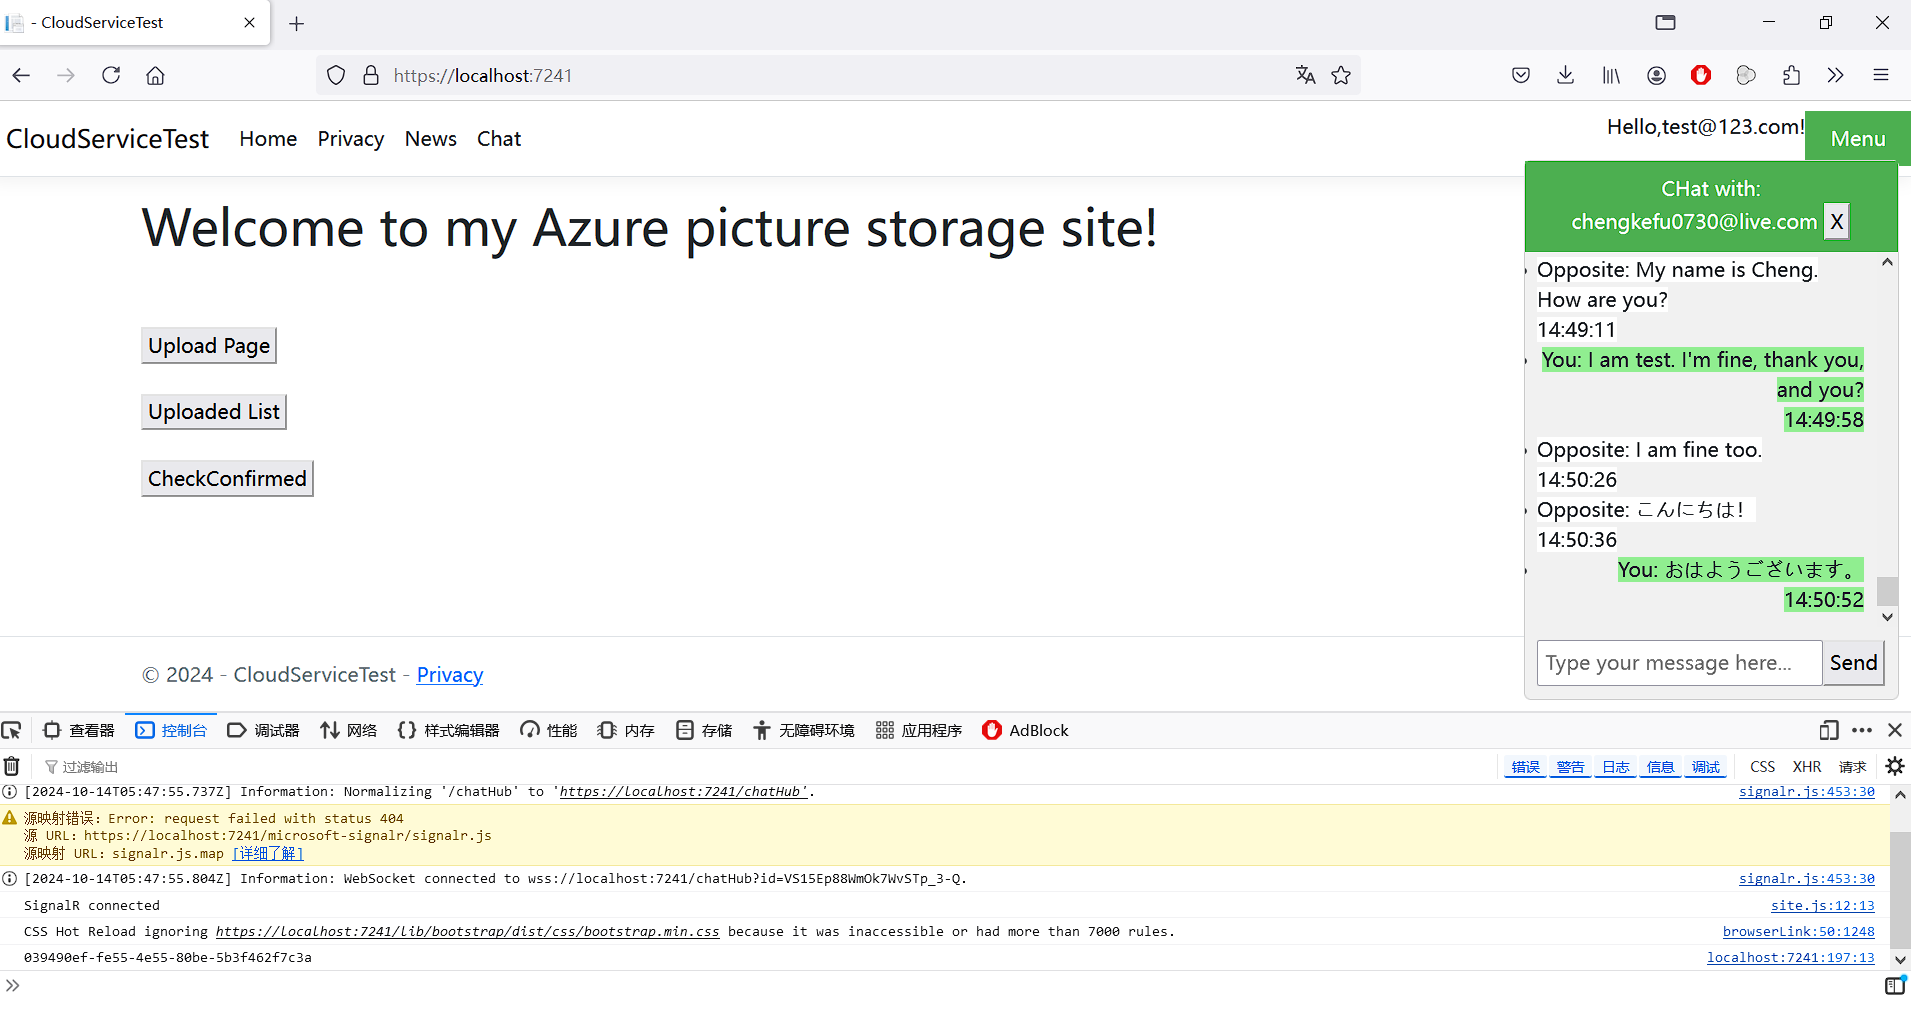 - CloudServiceTest
https://localhost:7241
CloudServiceTest Home Privacy News Chat
Hello,test@123.com!
Menu
Welcome to my Azure picture storage site!
Upload Page
Uploaded List
CheckConfirmed
CHat with:
chengkefu0730@live.com X
Opposite: My name is Cheng.
How are you?
14:49:11
You: I am test. I'm fine, thank you,
and you?
14:49:58
Opposite: I am fine too.
14:50:26
Opposite: こんにちは！
14:50:36
You: おはようございます。
14:50:52
Type your message here... Send
© 2024 - CloudServiceTest - Privacy
查看器 控制台 调试器 网络 样式编辑器 性能 内存 存储 无障碍环境 应用程序 AdBlock
过滤输出 错误 警告 日志 信息 调试 CSS XHR 请求
[2024-10-14T05:47:55.737Z] Information: Normalizing '/chatHub' to 'https://localhost:7241/chatHub'. signalr.js:453:30
源映射错误：Error: request failed with status 404
源 URL：https://localhost:7241/microsoft-signalr/signalr.js
源映射 URL：signalr.js.map [详细了解]
[2024-10-14T05:47:55.804Z] Information: WebSocket connected to wss://localhost:7241/chatHub?id=VS15Ep88WmOk7WvSTp_3-Q. signalr.js:453:30
SignalR connected site.js:12:13
CSS Hot Reload ignoring https://localhost:7241/lib/bootstrap/dist/css/bootstrap.min.css because it was inaccessible or had more than 7000 rules. browserLink:50:1248
039490ef-fe55-4e55-80be-5b3f462f7c3a localhost:7241:197:13